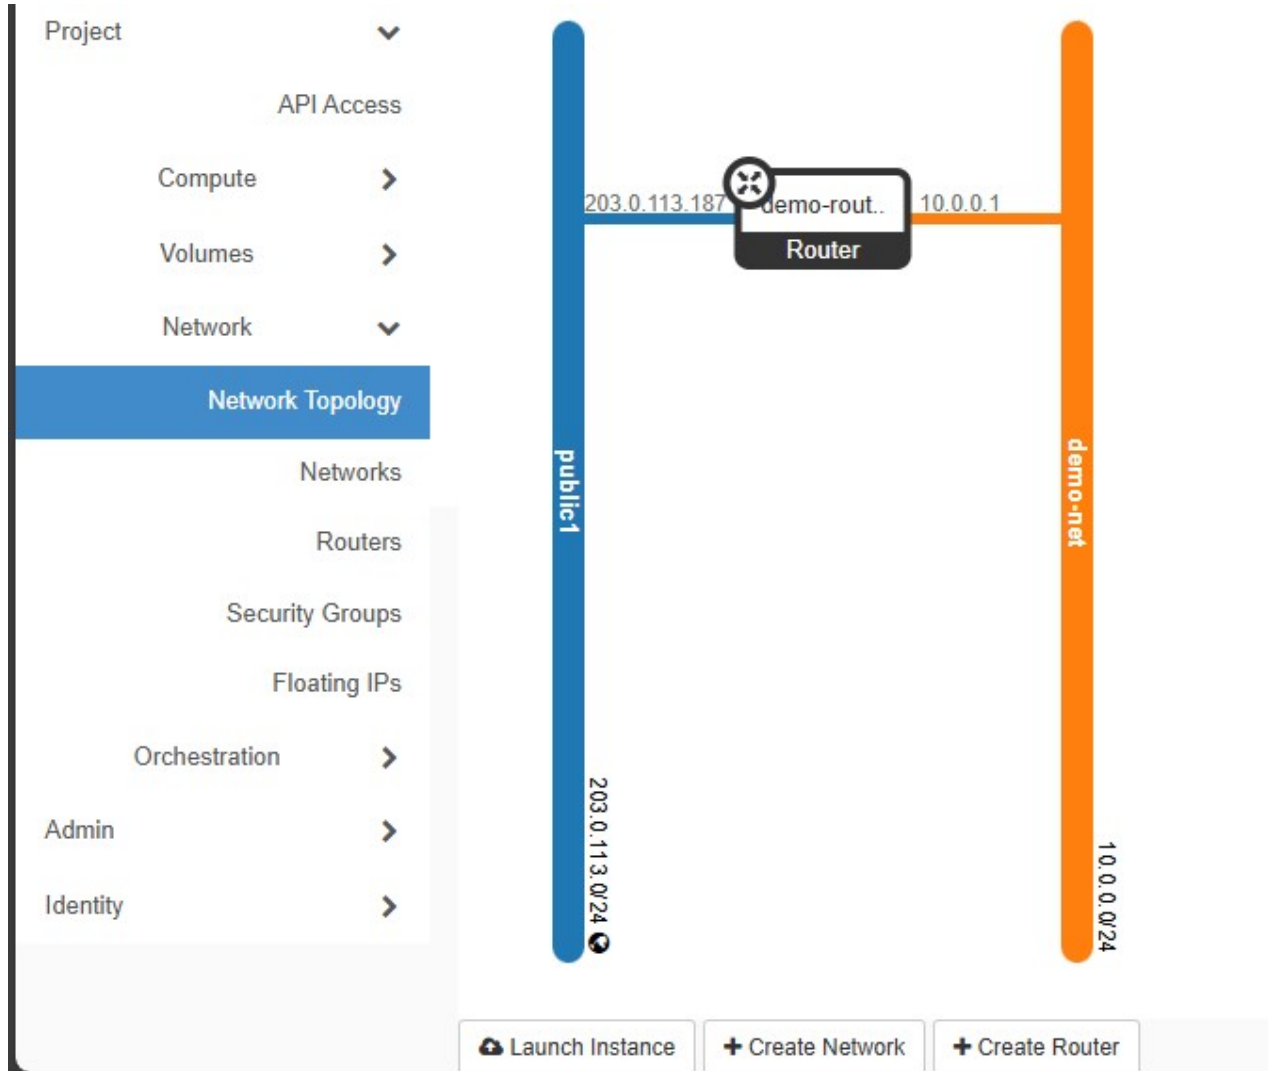 Project
API Access
Compute
Volumes
Network
Network Topology
Networks
Routers
Security Groups
Floating IPs
Orchestration
Admin
Identity
203.0.113.187
demo-rout..
Router
10.0.0.1
public1
demo-net
203.0.113.0/24
10.0.0.0/24
Launch Instance
+ Create Network
+ Create Router